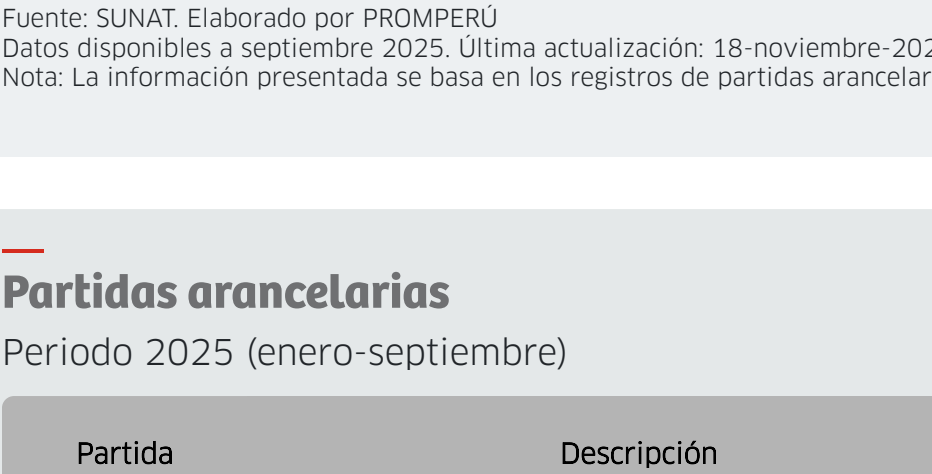 Fuente: SUNAT. Elaborado por PROMPERÚ
Datos disponibles a septiembre 2025. Última actualización: 18-noviembre-202
Nota: La información presentada se basa en los registros de partidas arancelar
Partidas arancelarias
Periodo 2025 (enero-septiembre)
Partida Descripción